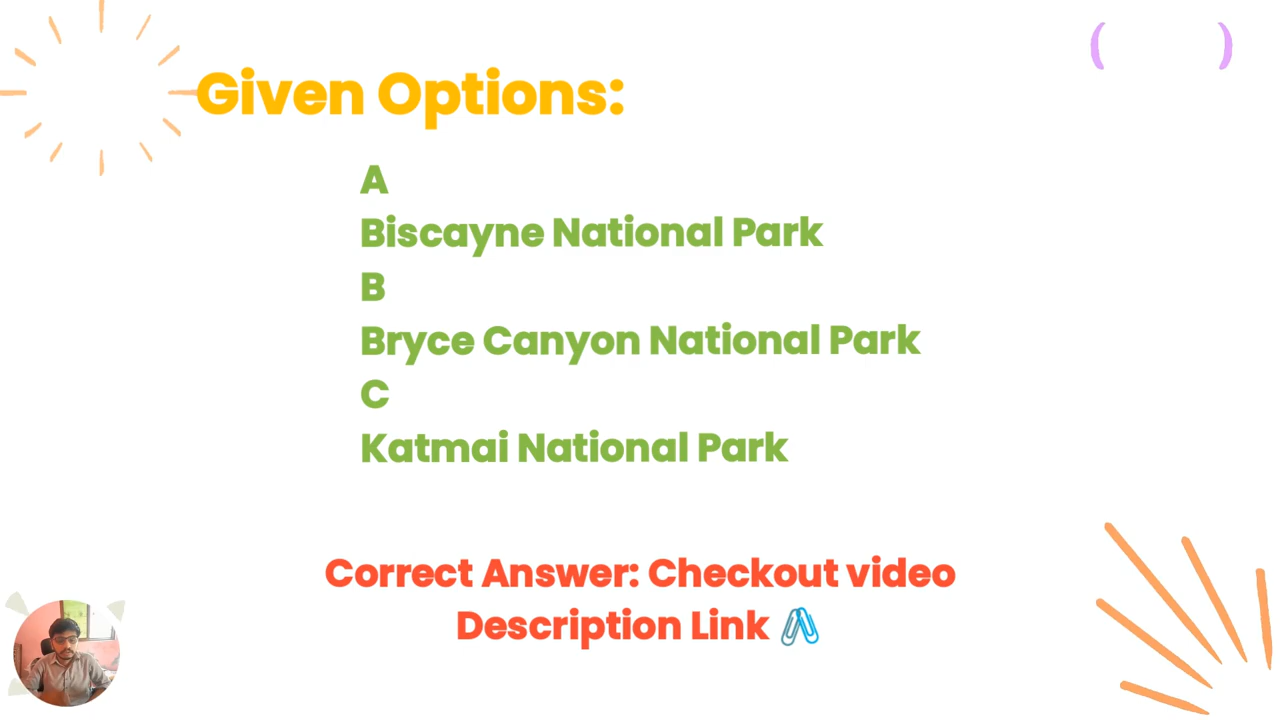 Given Options:
A
Biscayne National Park
B
Bryce Canyon National Park
C
Katmai National Park
Correct Answer: Checkout video
Description Link 🖇️